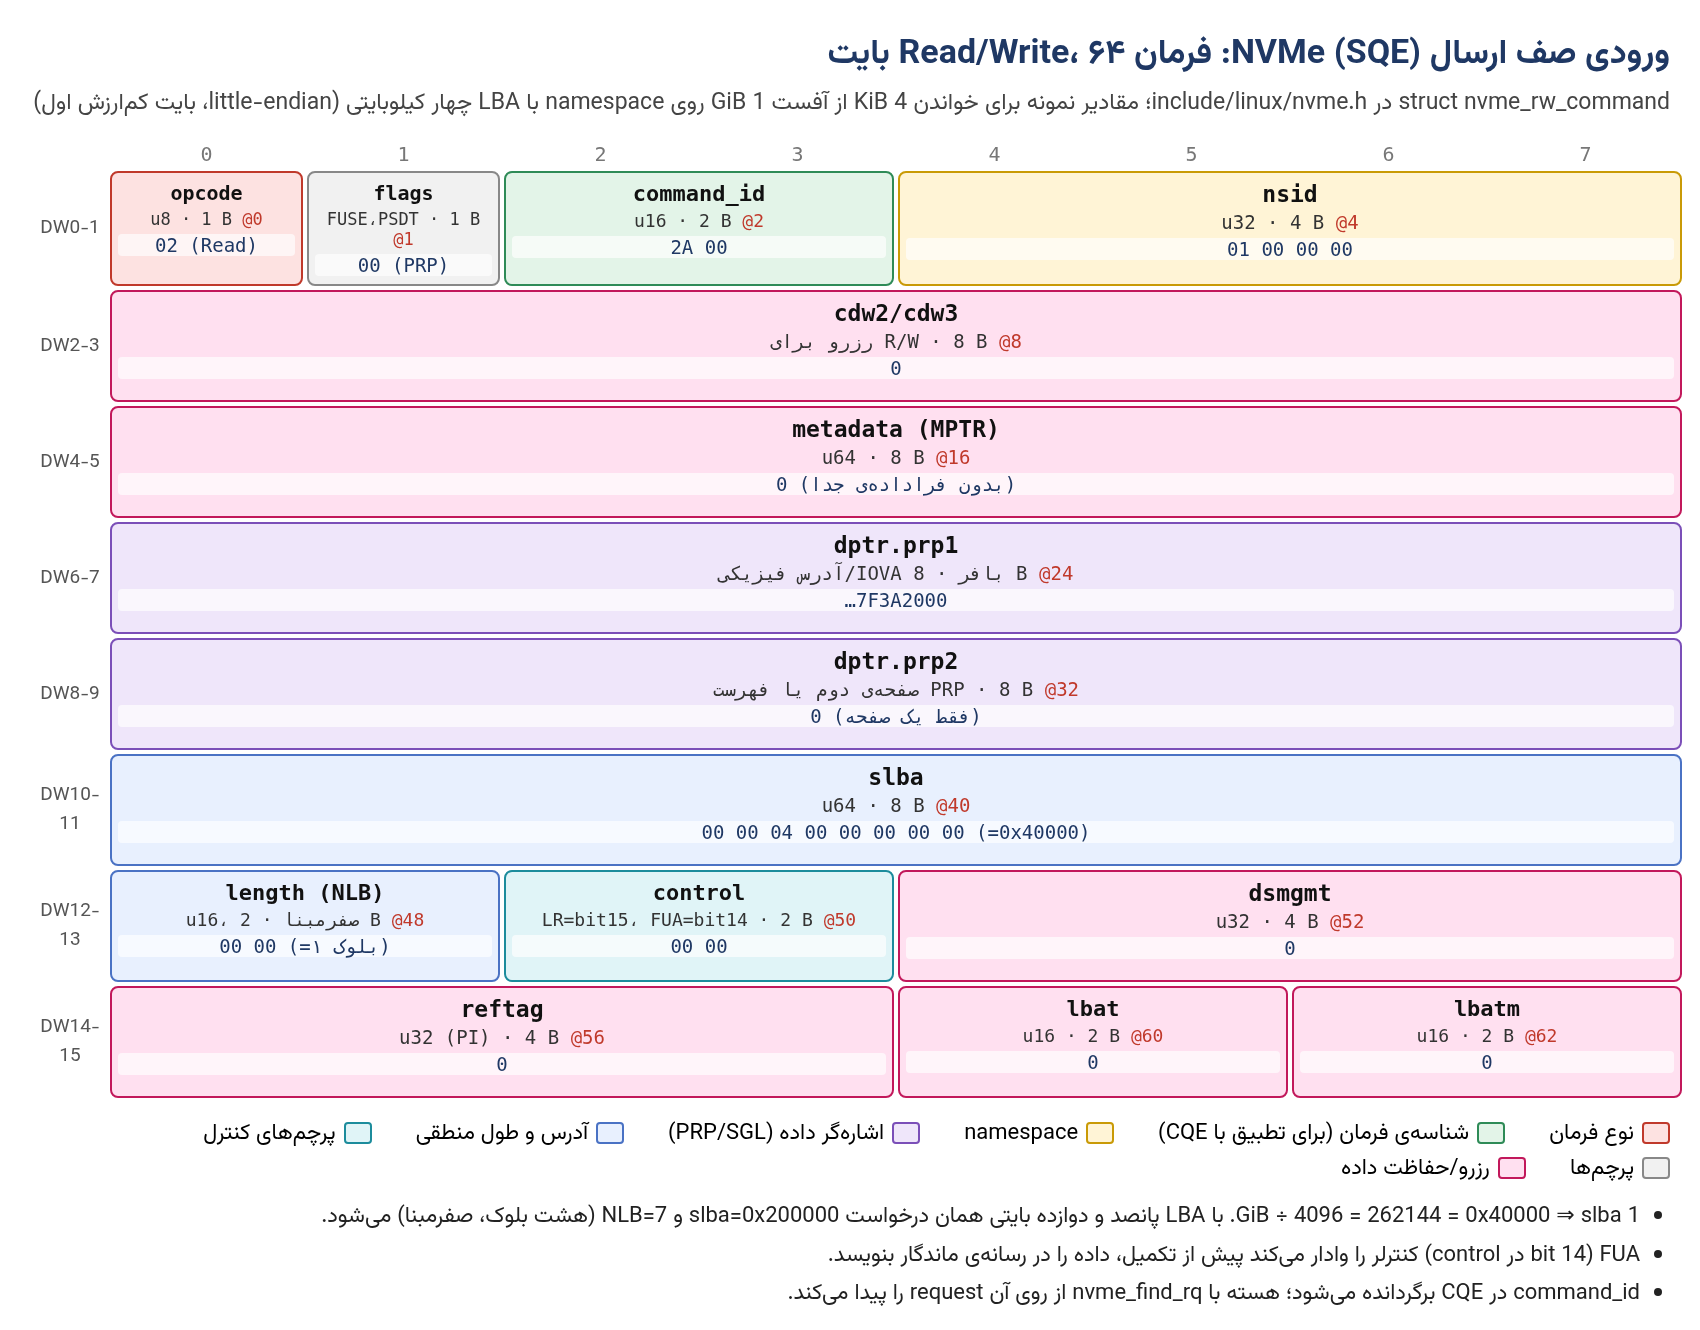 ورودی صف ارسال NVMe (SQE): فرمان Read/Write، ۶۴ بایت
struct nvme_rw_command در include/linux/nvme.h؛ مقادیر نمونه برای خواندن 4 KiB از آفست 1 GiB روی namespace با LBA چهار کیلوبایتی (little-endian، بایت کم‌ارزش اول)
0 1 2 3 4 5 6 7
DW0-1
opcode
u8 · 1 B @0
02 (Read)
flags
FUSE،PSDT · 1 B
@1
00 (PRP)
command_id
u16 · 2 B @2
2A 00
nsid
u32 · 4 B @4
01 00 00 00
DW2-3
cdw2/cdw3
رزرو برای R/W · 8 B @8
0
DW4-5
metadata (MPTR)
u64 · 8 B @16
0 (بدون فراداده‌ی جدا)
DW6-7
dptr.prp1
آدرس فیزیکی/IOVA بافر · 8 B @24
…7F3A2000
DW8-9
dptr.prp2
صفحه‌ی دوم یا فهرست PRP · 8 B @32
0 (فقط یک صفحه)
DW10-
11
slba
u64 · 8 B @40
00 00 04 00 00 00 00 00 (=0x40000)
DW12-
13
length (NLB)
u16، صفرمبنا · 2 B @48
00 00 (=۱ بلوک)
control
LR=bit15، FUA=bit14 · 2 B @50
00 00
dsmgmt
u32 · 4 B @52
0
DW14-
15
reftag
u32 (PI) · 4 B @56
0
lbat
u16 · 2 B @60
0
lbatm
u16 · 2 B @62
0
نوع فرمان شناسه‌ی فرمان (برای تطبیق با CQE) namespace اشاره‌گر داده (PRP/SGL) آدرس و طول منطقی پرچم‌های کنترل
پرچم‌ها رزرو/حفاظت داده
• 1 GiB ÷ 4096 = 262144 = 0x40000 ⇒ slba. با LBA پانصد و دوازده بایتی همان درخواست slba=0x200000 و NLB=7 (هشت بلوک، صفرمبنا) می‌شود.
• FUA (bit 14 در control) کنترلر را وادار می‌کند پیش از تکمیل، داده را در رسانه‌ی ماندگار بنویسد.
• command_id در CQE برگردانده می‌شود؛ هسته با nvme_find_rq از روی آن request را پیدا می‌کند.